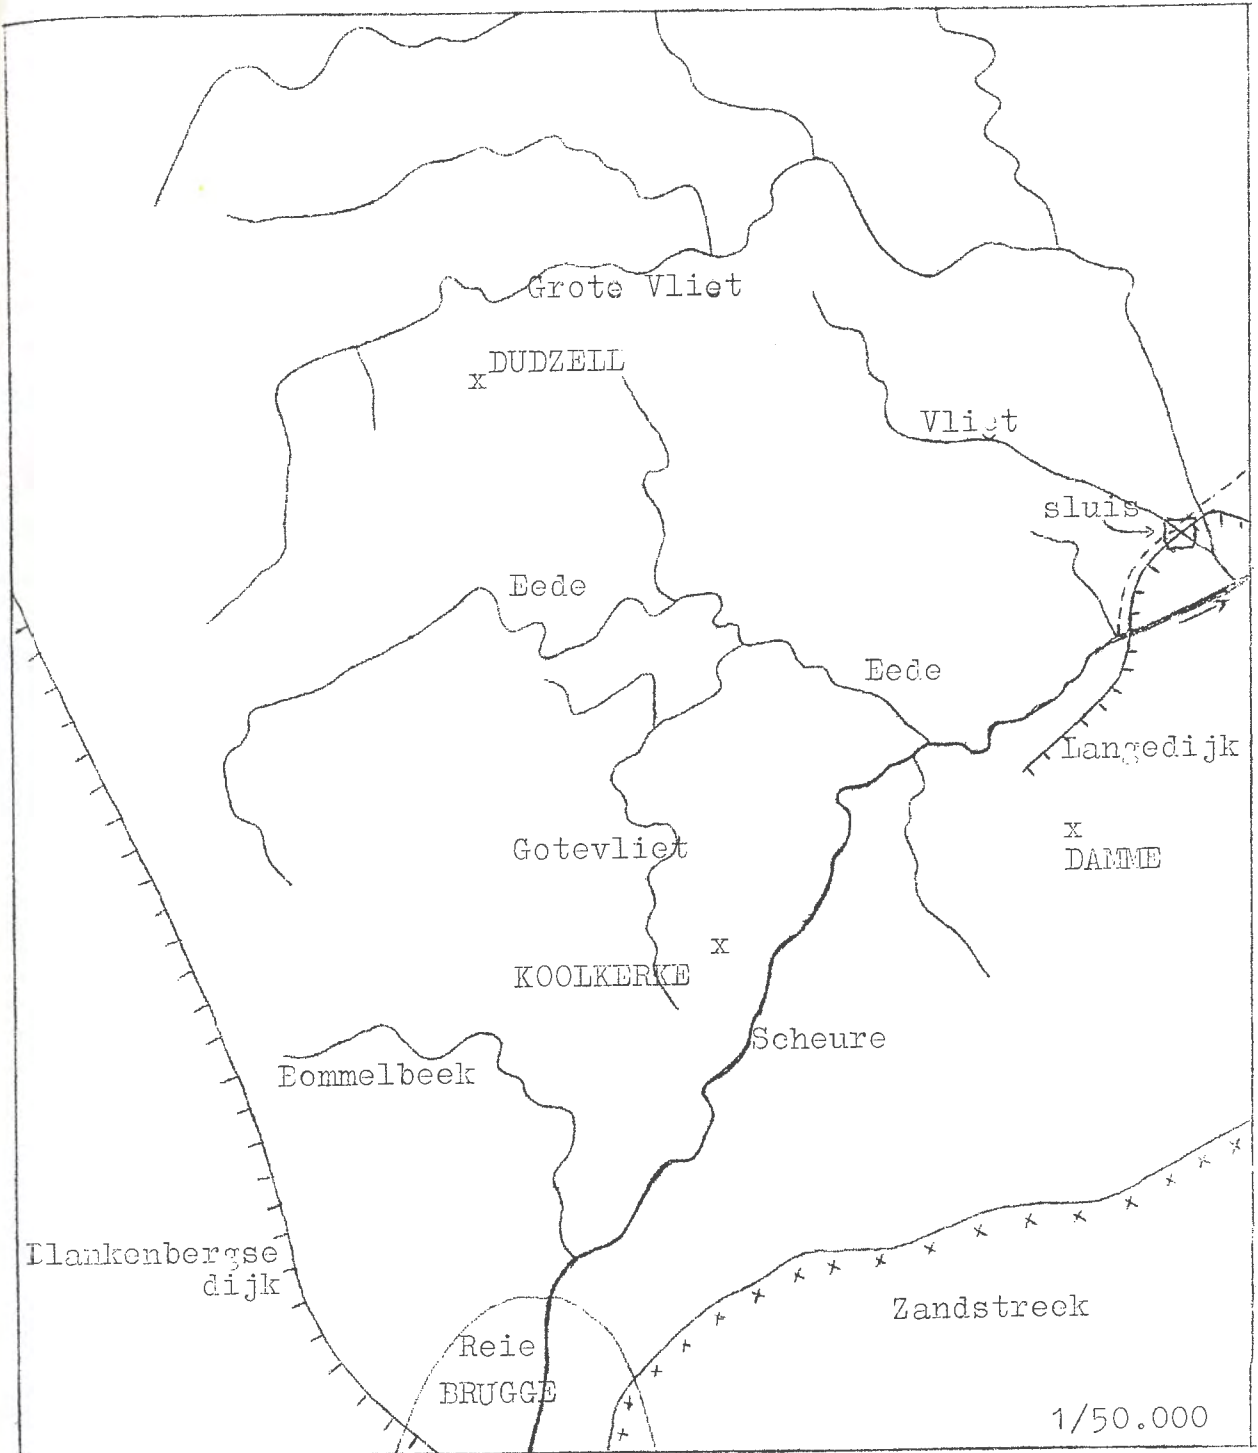 Grote Vliet
x DUDZELL
Vliet
sluis
Eede
Eede
Langedijk
x
DAMME
Gotevliet
x
KOOLKERKE
Scheure
Bommelbeek
Blankenbergse
dijk
Zandstreek
Reie
BRUGGE
1/50.000